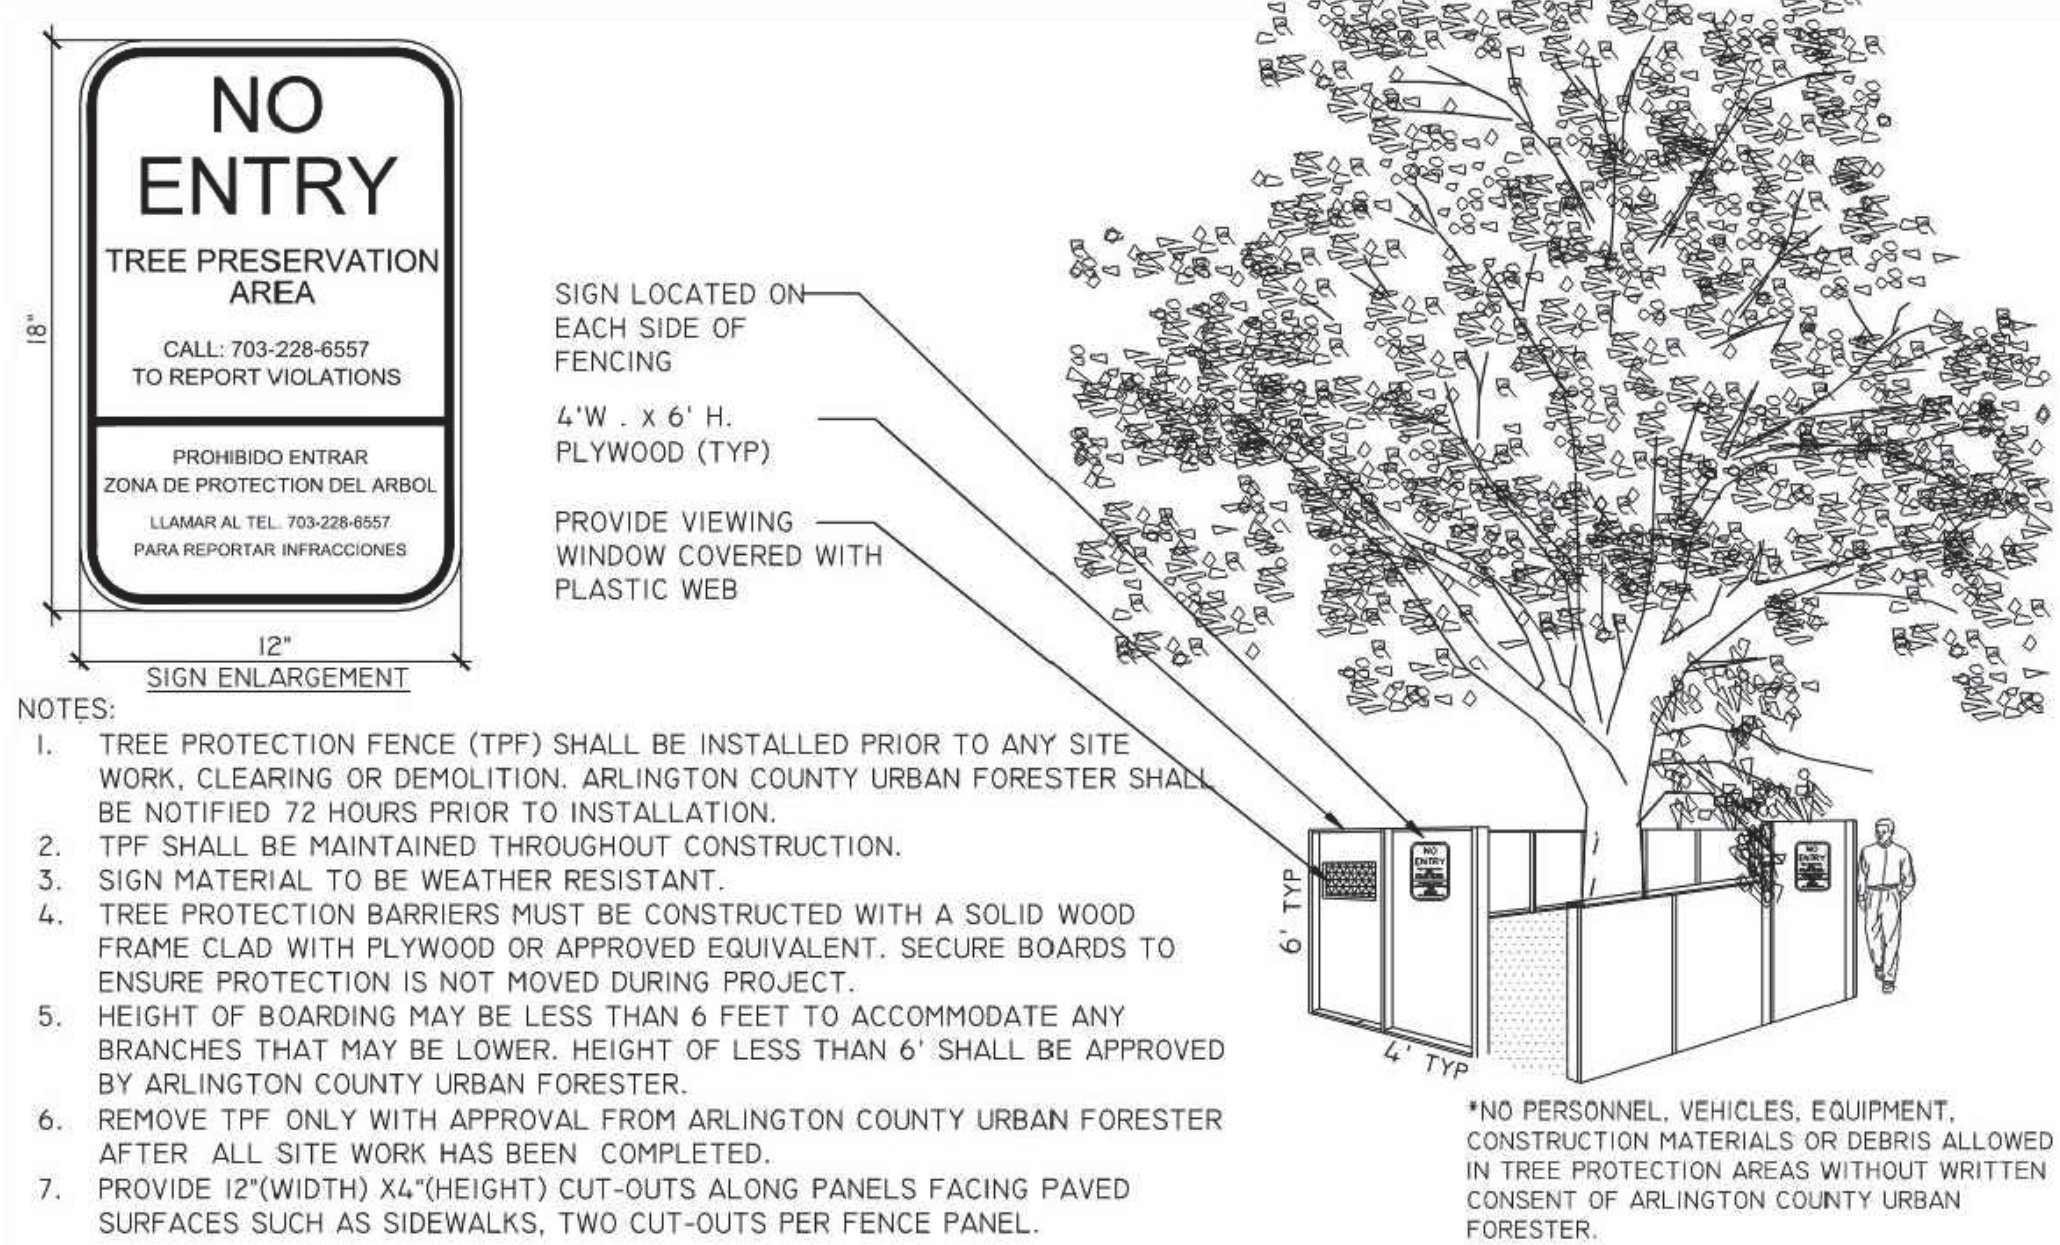 NO
ENTRY
TREE PRESERVATION
AREA
CALL: 703-228-6557
TO REPORT VIOLATIONS
PROHIBIDO ENTRAR
ZONA DE PROTECTION DEL ARBOL
LLAMAR AL TEL. 703-228-6557
PARA REPORTAR INFRACCIONES
18"
12"
SIGN ENLARGEMENT
SIGN LOCATED ON
EACH SIDE OF
FENCING
4'W . X 6' H.
PLYWOOD (TYP)
PROVIDE VIEWING
WINDOW COVERED WITH
PLASTIC WEB
NO
ENTRY
NO
ENTRY
6' TYP
4' TYP
NOTES:
1. TREE PROTECTION FENCE (TPF) SHALL BE INSTALLED PRIOR TO ANY SITE
WORK, CLEARING OR DEMOLITION. ARLINGTON COUNTY URBAN FORESTER SHALL
BE NOTIFIED 72 HOURS PRIOR TO INSTALLATION.
2. TPF SHALL BE MAINTAINED THROUGHOUT CONSTRUCTION.
3. SIGN MATERIAL TO BE WEATHER RESISTANT.
4. TREE PROTECTION BARRIERS MUST BE CONSTRUCTED WITH A SOLID WOOD
FRAME CLAD WITH PLYWOOD OR APPROVED EQUIVALENT. SECURE BOARDS TO
ENSURE PROTECTION IS NOT MOVED DURING PROJECT.
5. HEIGHT OF BOARDING MAY BE LESS THAN 6 FEET TO ACCOMMODATE ANY
BRANCHES THAT MAY BE LOWER. HEIGHT OF LESS THAN 6' SHALL BE APPROVED
BY ARLINGTON COUNTY URBAN FORESTER.
6. REMOVE TPF ONLY WITH APPROVAL FROM ARLINGTON COUNTY URBAN FORESTER
AFTER ALL SITE WORK HAS BEEN COMPLETED.
7. PROVIDE 12"(WIDTH) X4"(HEIGHT) CUT-OUTS ALONG PANELS FACING PAVED
SURFACES SUCH AS SIDEWALKS, TWO CUT-OUTS PER FENCE PANEL.
*NO PERSONNEL, VEHICLES, EQUIPMENT,
CONSTRUCTION MATERIALS OR DEBRIS ALLOWED
IN TREE PROTECTION AREAS WITHOUT WRITTEN
CONSENT OF ARLINGTON COUNTY URBAN
FORESTER.